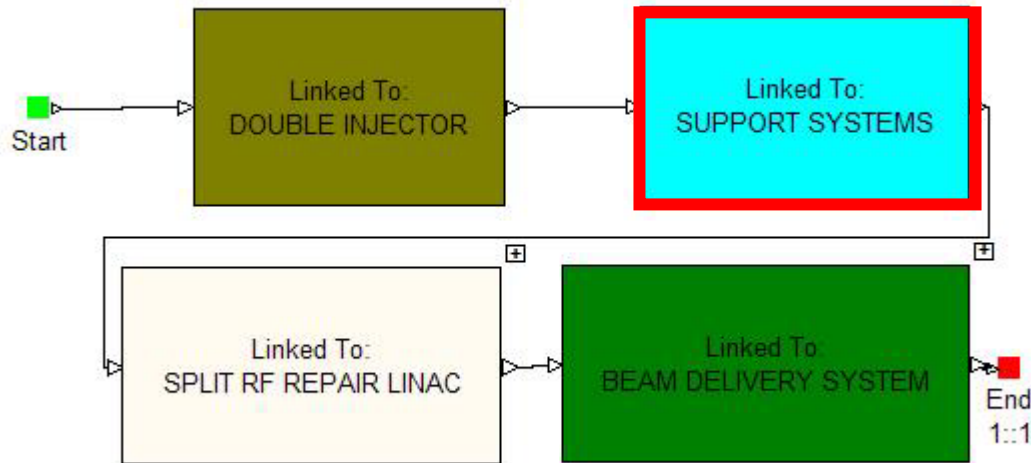 Start
Linked To:
DOUBLE INJECTOR
Linked To:
SUPPORT SYSTEMS
Linked To:
SPLIT RF REPAIR LINAC
Linked To:
BEAM DELIVERY SYSTEM
End
1::1